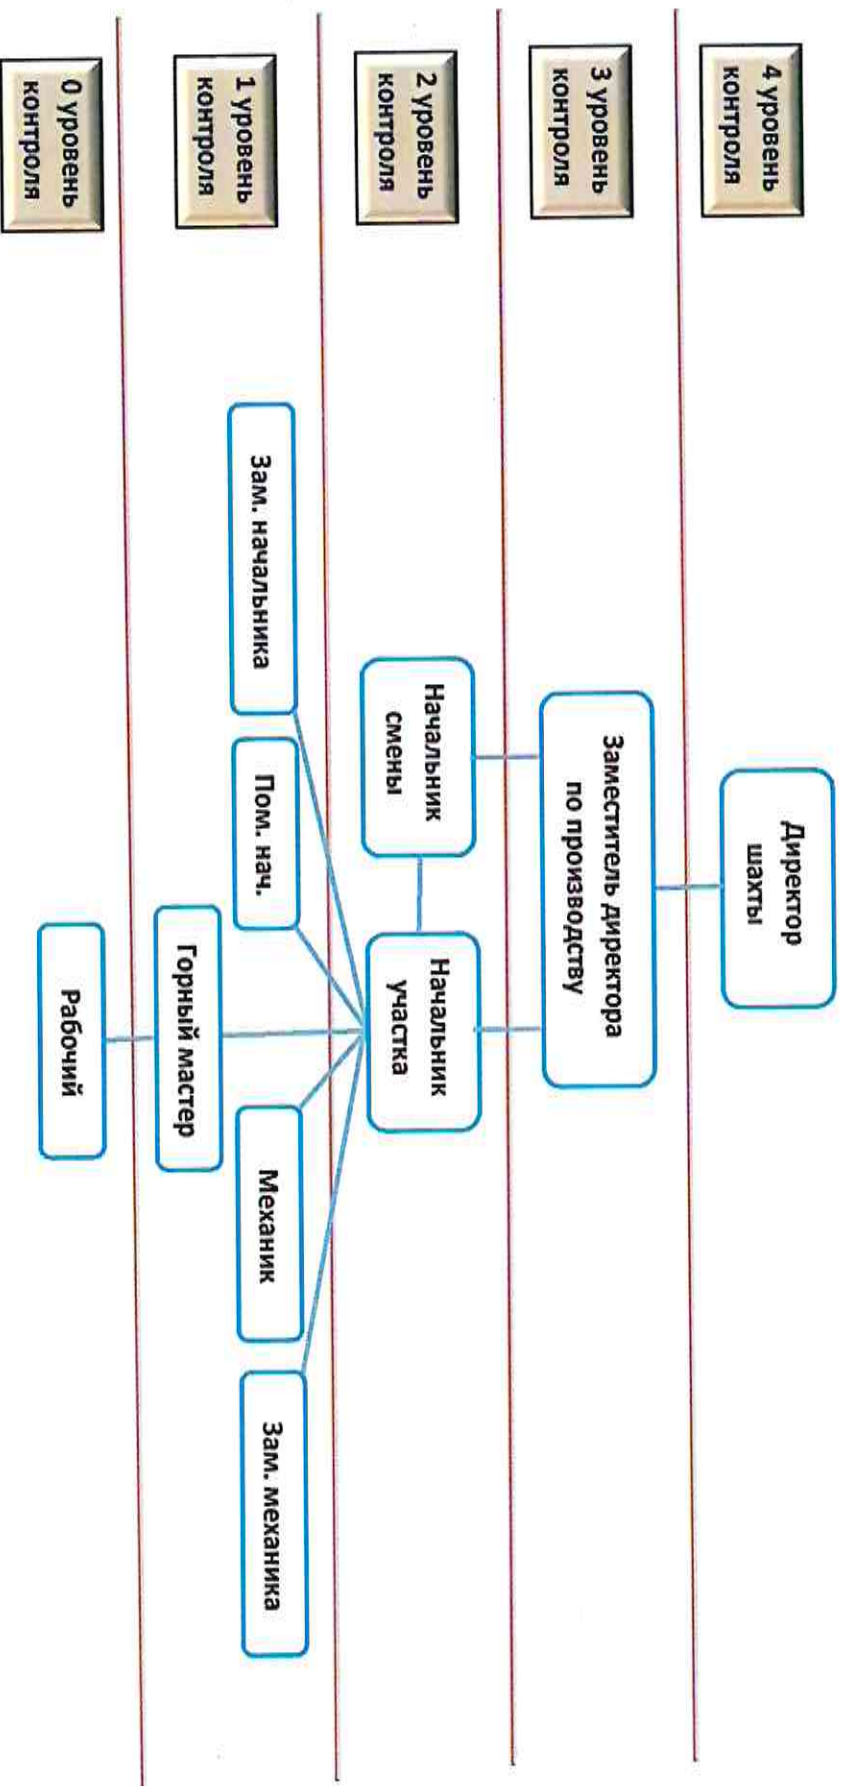 4 уровень
контроля
Директор
шахты
3 уровень
контроля
Заместитель директора
по производству
2 уровень
контроля
Начальник
смены
Начальник
участка
1 уровень
контроля
Зам. начальника
Пом. нач.
Механик
Зам. механика
Горный мастер
0 уровень
контроля
Рабочий